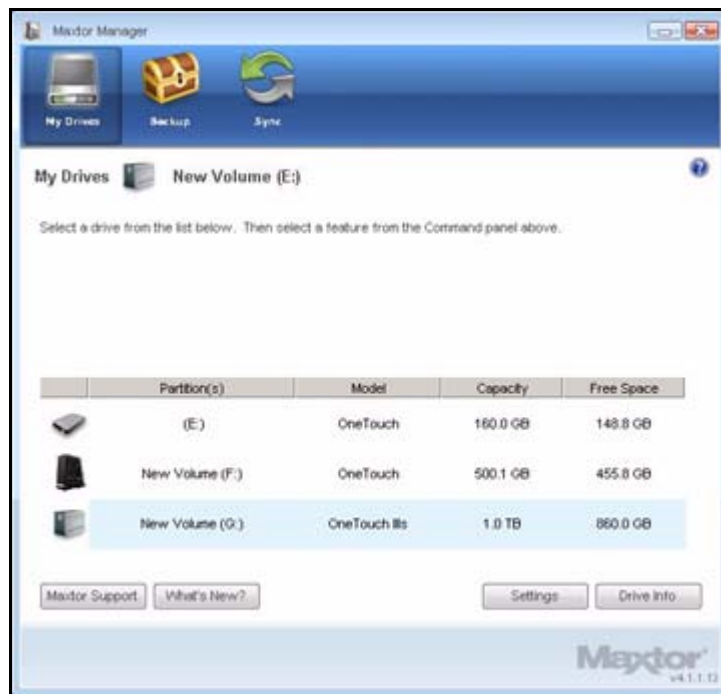 Maxtor Manager
My Drives
Backup
Sync
My Drives New Volume (E:)
Select a drive from the list below. Then select a feature from the Command panel above.
Partition(s) Model Capacity Free Space
(E:) OneTouch 160.0 GB 148.8 GB
New Volume (F:) OneTouch 500.1 GB 455.8 GB
New Volume (G:) OneTouch IIIs 1.0 TB 860.0 GB
Maxtor Support What's New? Settings Drive Info
Maxtor